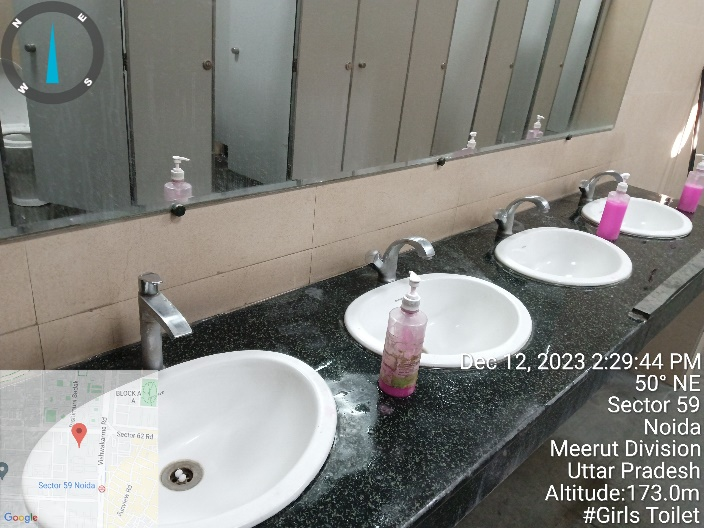 N
E
S
W
Dec 12, 2023 2:29:44 PM
50° NE
Sector 59
Noida
Meerut Division
Uttar Pradesh
Altitude:173.0m
#Girls Toilet
BLOCK A
A
Sector 62 Rd
Sector 59 Noida
Google